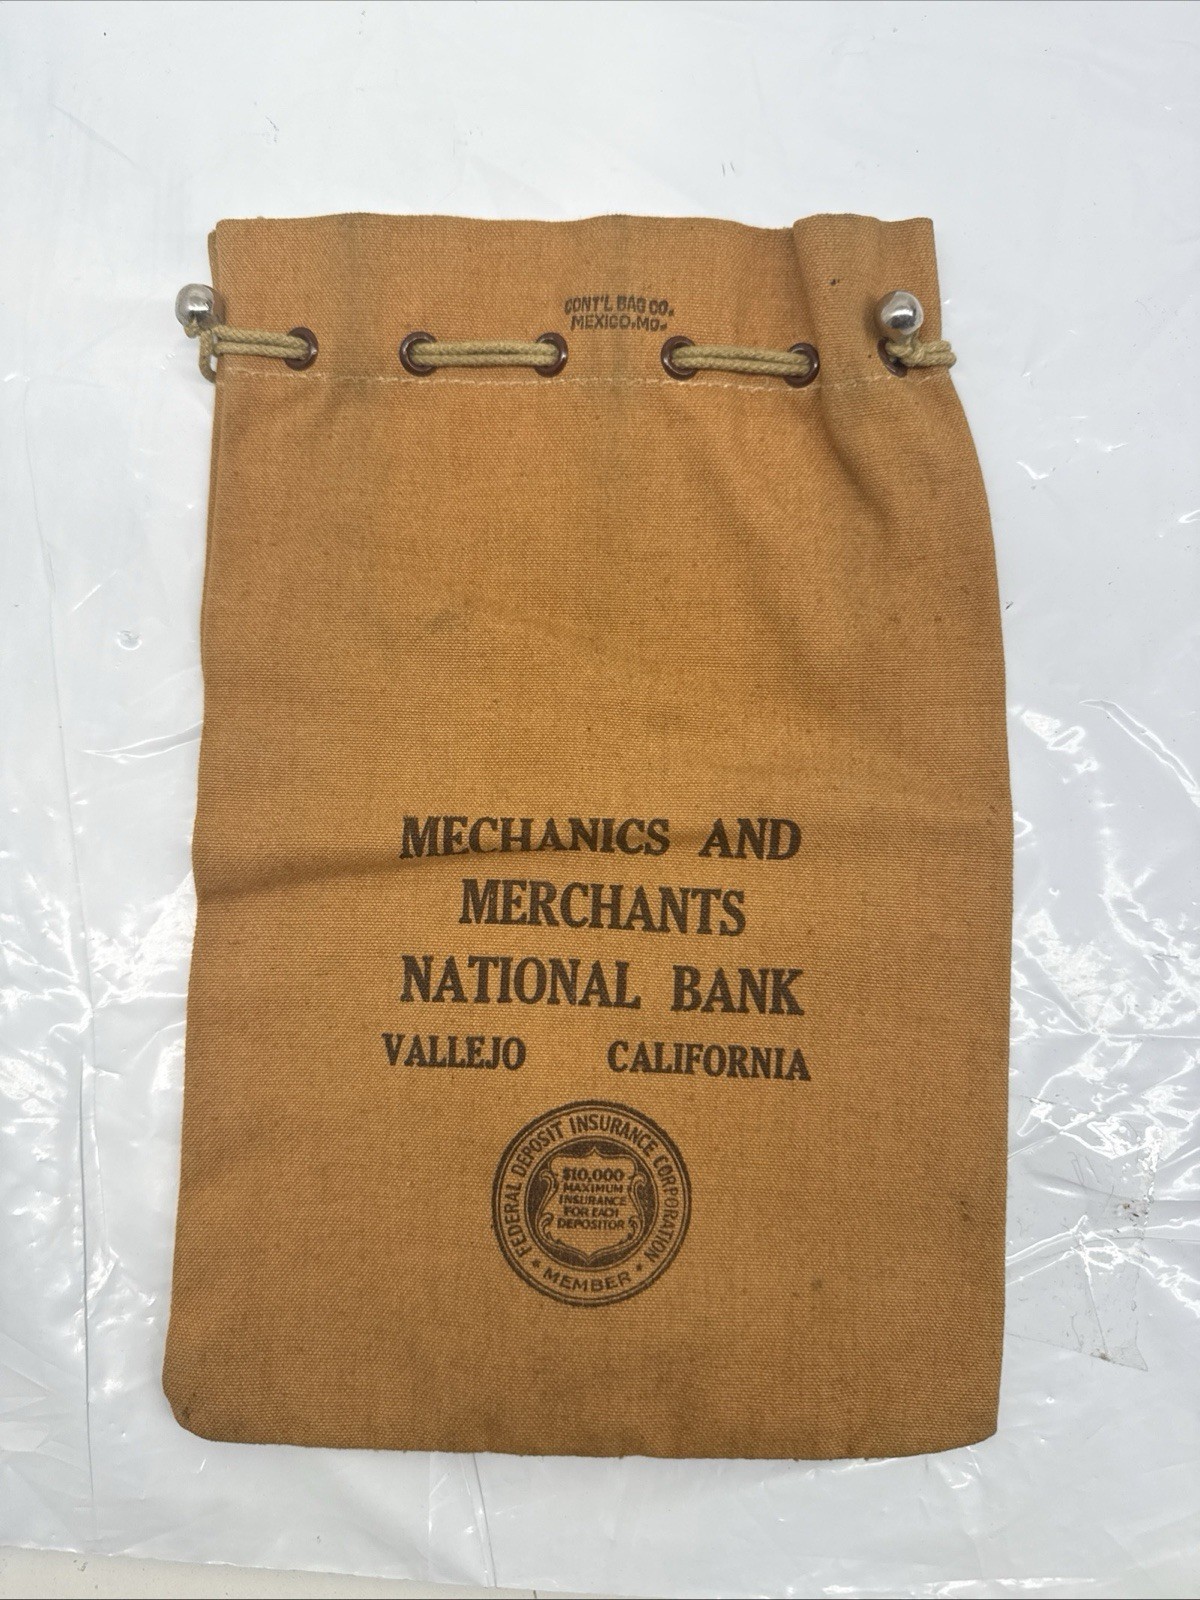 CONT'L BAG CO.
MEXICO, MO.
MECHANICS AND
MERCHANTS
NATIONAL BANK
VALLEJO CALIFORNIA
FEDERAL DEPOSIT INSURANCE CORPORATION
$10,000
MAXIMUM
INSURANCE
FOR EACH
DEPOSITOR
MEMBER